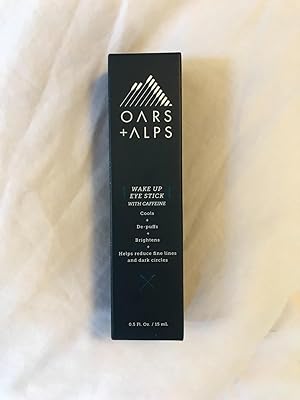 OARS
+ALPS
WAKE UP
EYE STICK
WITH CAFFEINE
Cools
+
De-puffs
+
Brightens
+
Helps reduce fine lines
and dark circles
0.5 Fl. Oz. / 15 mL